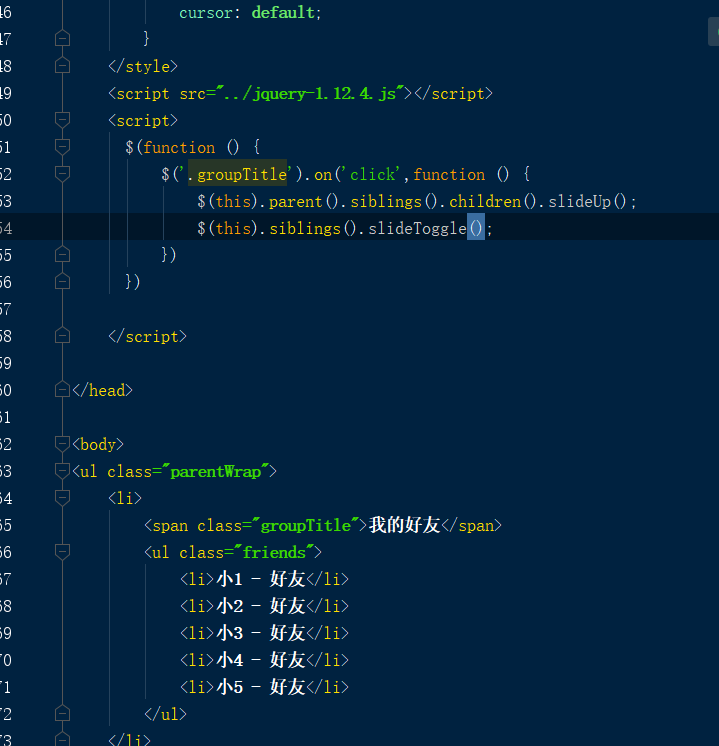 46 cursor: default;
47 }
48 </style>
49 <script src="../jquery-1.12.4.js"></script>
50 <script>
51 $(function () {
52 $('.groupTitle').on('click',function () {
53 $(this).parent().siblings().children().slideUp();
54 $(this).siblings().slideToggle();
55 })
56 })
57
58 </script>
59
60 </head>
61
62 <body>
63 <ul class="parentWrap">
64 <li>
65 <span class="groupTitle">我的好友</span>
66 <ul class="friends">
67 <li>小1 - 好友</li>
68 <li>小2 - 好友</li>
69 <li>小3 - 好友</li>
70 <li>小4 - 好友</li>
71 <li>小5 - 好友</li>
72 </ul>
73 </li>